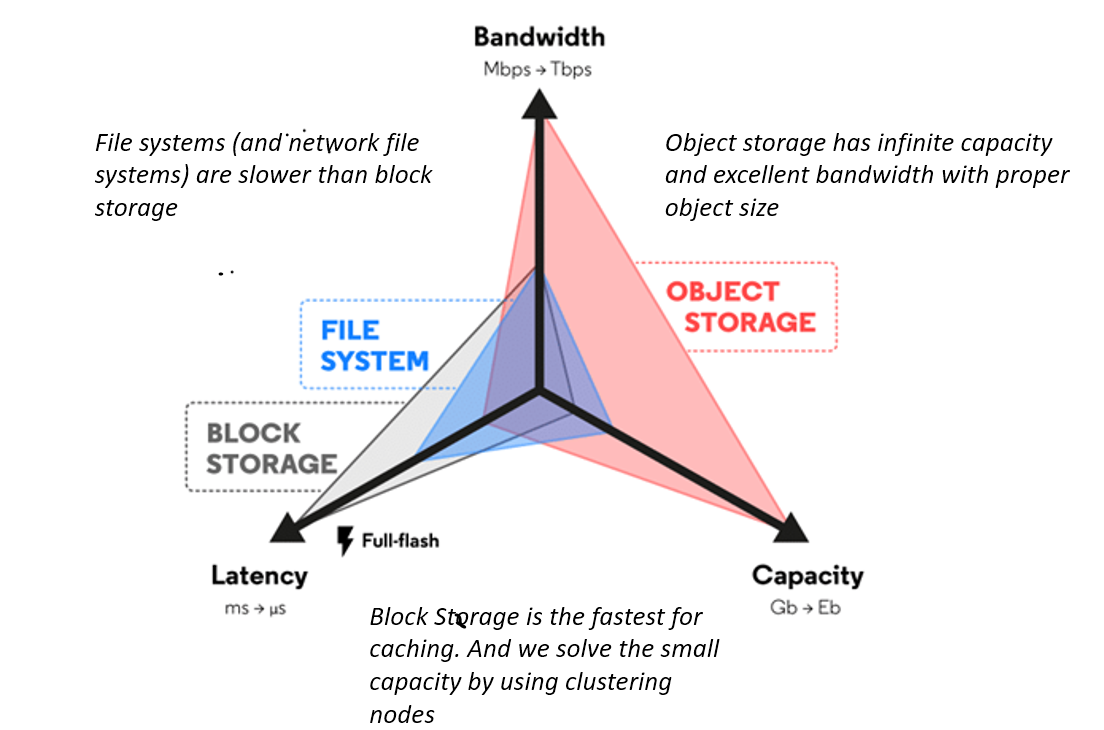 Bandwidth
Mbps → Tbps
File systems (and network file
systems) are slower than block
storage
Object storage has infinite capacity
and excellent bandwidth with proper
object size
OBJECT
STORAGE
FILE
SYSTEM
BLOCK
STORAGE
Full-flash
Latency
ms → µs
Capacity
Gb → Eb
Block Storage is the fastest for
caching. And we solve the small
capacity by using clustering
nodes